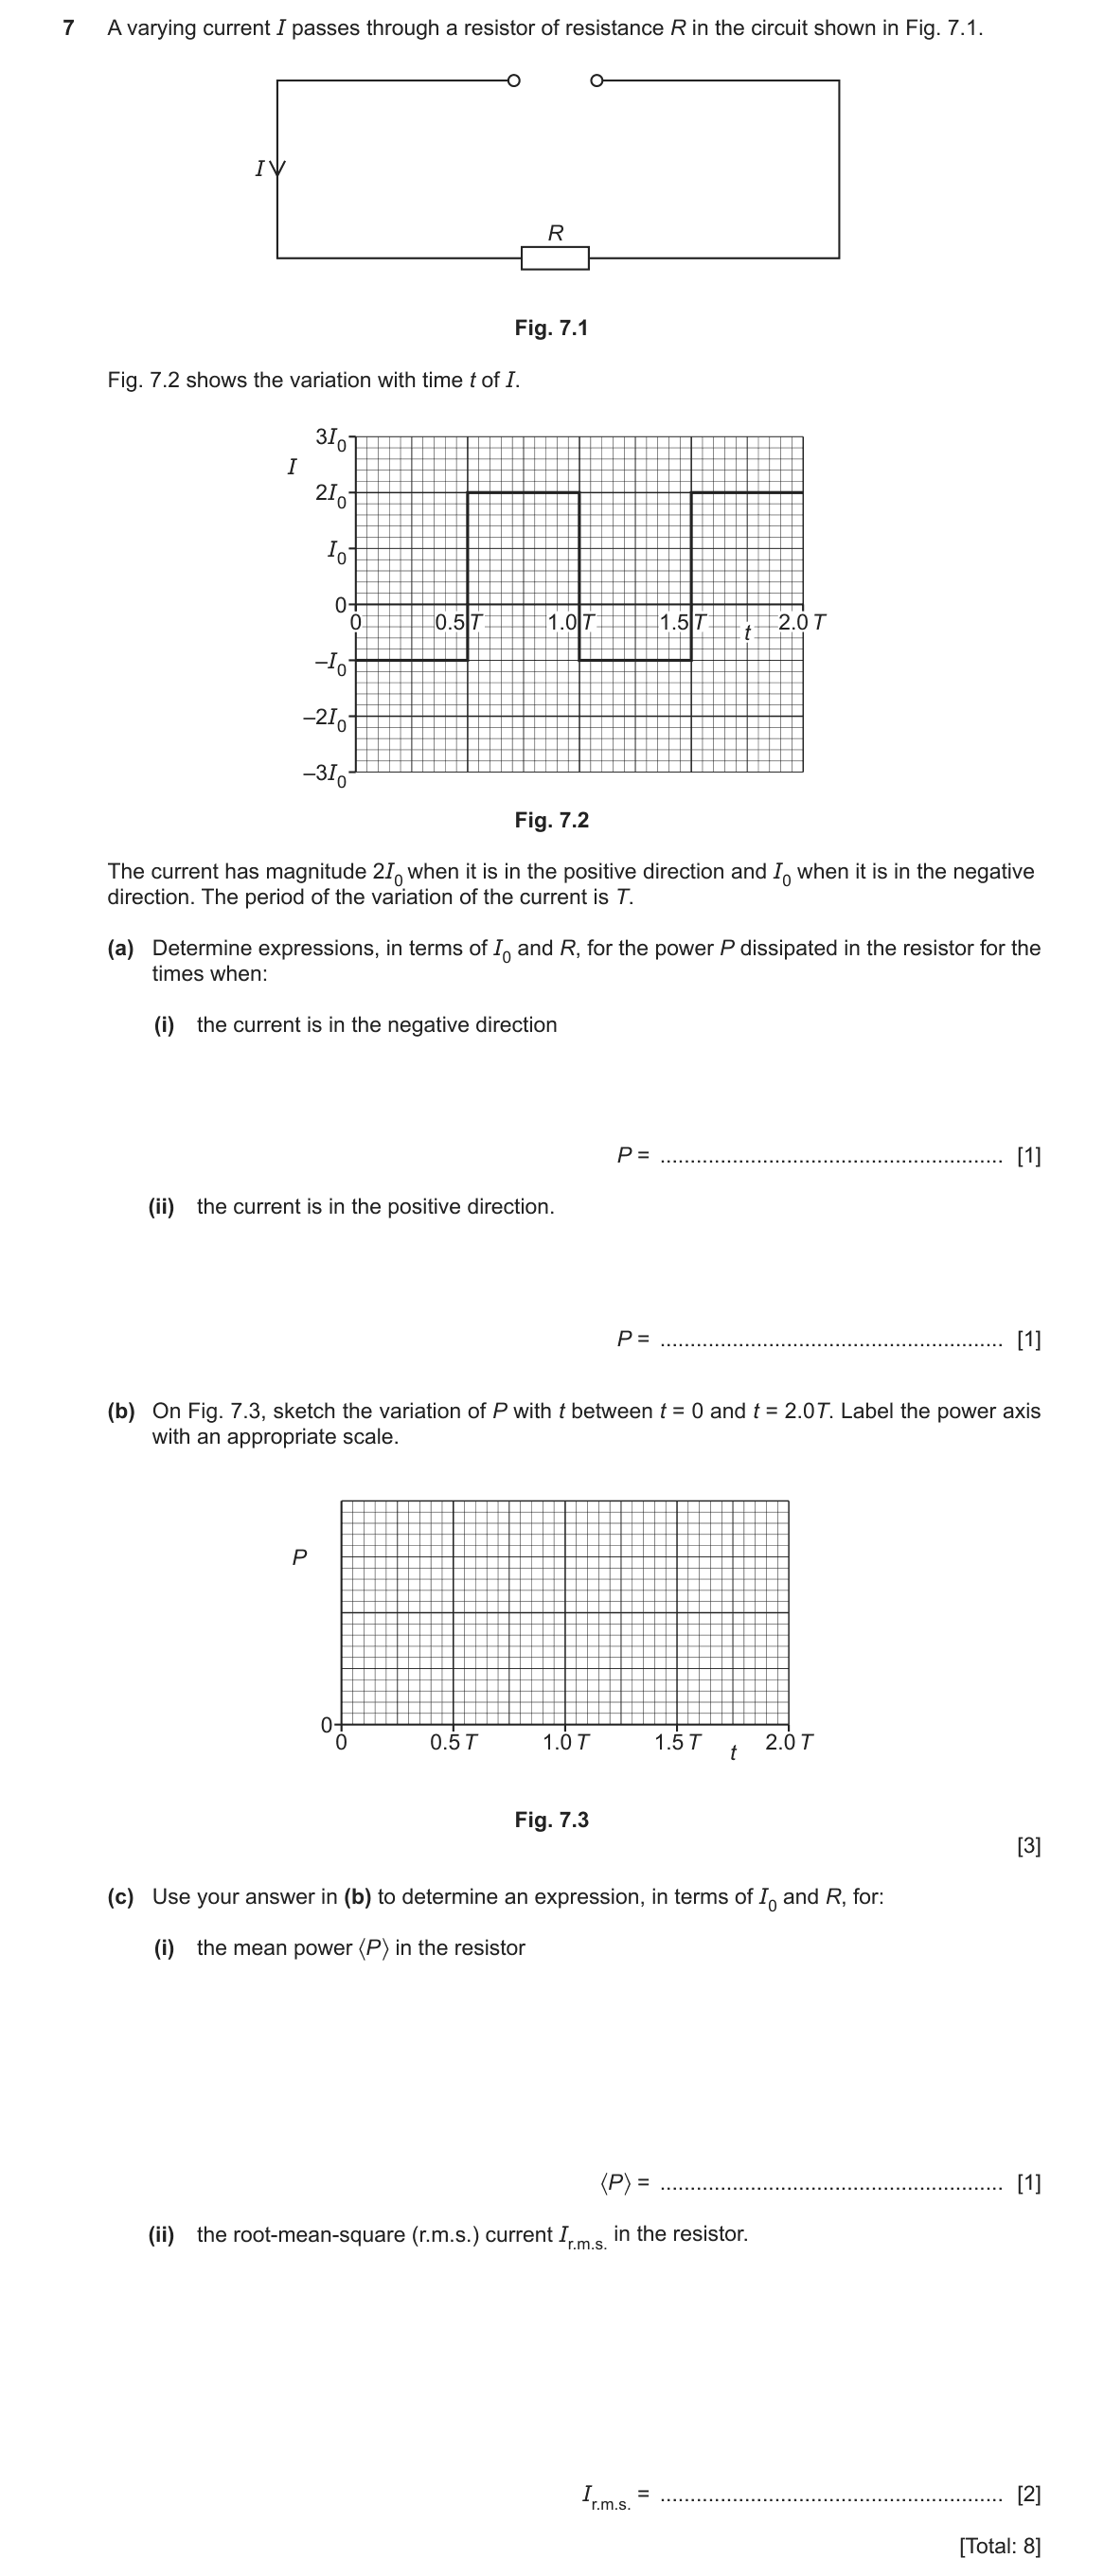 7 A varying current I passes through a resistor of resistance R in the circuit shown in Fig. 7.1.
I
R
Fig. 7.1
Fig. 7.2 shows the variation with time t of I.
3I0
I
2I0
I0
0
0 0.5T 1.0T 1.5T t 2.0T
–I0
–2I0
–3I0
Fig. 7.2
The current has magnitude 2I0 when it is in the positive direction and I0 when it is in the negative
direction. The period of the variation of the current is T.
(a) Determine expressions, in terms of I0 and R, for the power P dissipated in the resistor for the
times when:
(i) the current is in the negative direction
P = ......................................................... [1]
(ii) the current is in the positive direction.
P = ......................................................... [1]
(b) On Fig. 7.3, sketch the variation of P with t between t = 0 and t = 2.0T. Label the power axis
with an appropriate scale.
P
0
0 0.5T 1.0T 1.5T t 2.0T
Fig. 7.3
[3]
(c) Use your answer in (b) to determine an expression, in terms of I0 and R, for:
(i) the mean power ⟨P⟩ in the resistor
⟨P⟩ = ......................................................... [1]
(ii) the root-mean-square (r.m.s.) current Ir.m.s. in the resistor.
Ir.m.s. = ......................................................... [2]
[Total: 8]